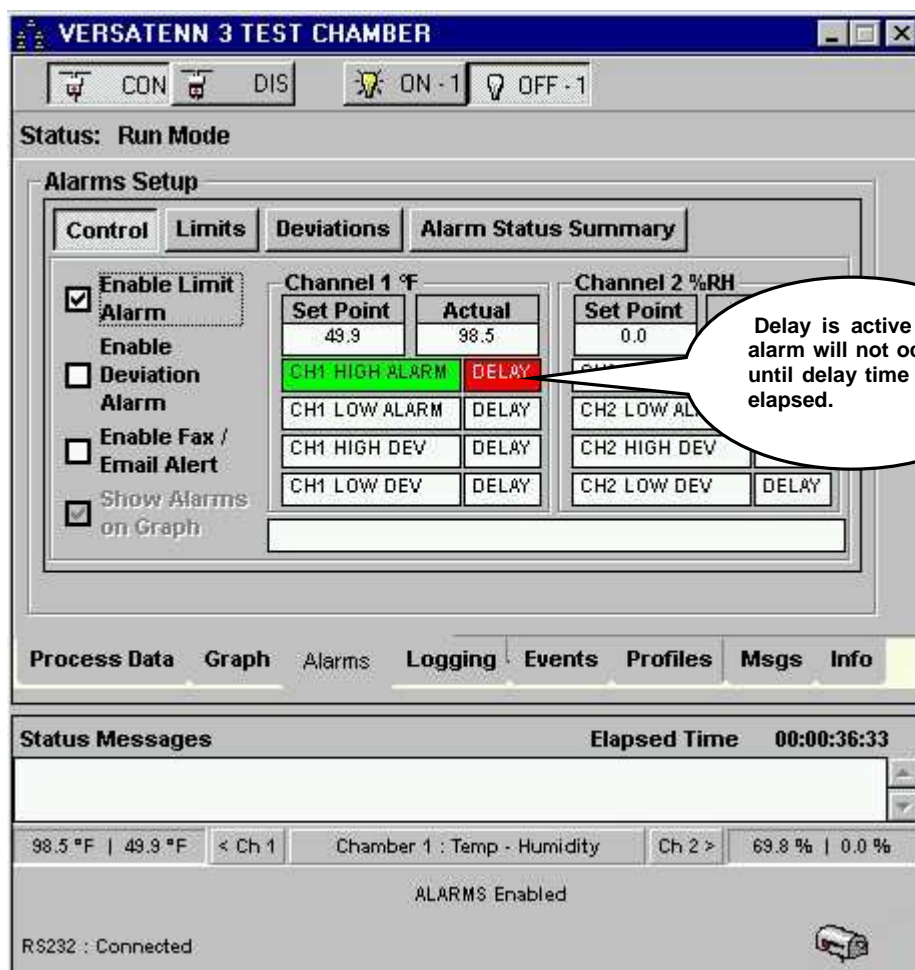 VERSATENN 3 TEST CHAMBER
CON DIS ON - 1 OFF - 1
Status: Run Mode
Alarms Setup
Control Limits Deviations Alarm Status Summary
Enable Limit
Alarm
Enable
Deviation
Alarm
Enable Fax /
Email Alert
Show Alarms
on Graph
Channel 1 °F
Set Point Actual
49.9 98.5
CH1 HIGH ALARM DELAY
CH1 LOW ALARM DELAY
CH1 HIGH DEV DELAY
CH1 LOW DEV DELAY
Channel 2 %RH
Set Point
0.0
CH2 LOW
CH2 HIGH DEV
CH2 LOW DEV DELAY
Delay is active
alarm will not
until delay time
elapsed.
Process Data Graph Alarms Logging Events Profiles Msgs Info
Status Messages Elapsed Time 00:00:36:33
98.5 °F | 49.9 °F < Ch 1 Chamber 1 : Temp - Humidity Ch 2 > 69.8 % | 0.0 %
ALARMS Enabled
RS232 : Connected